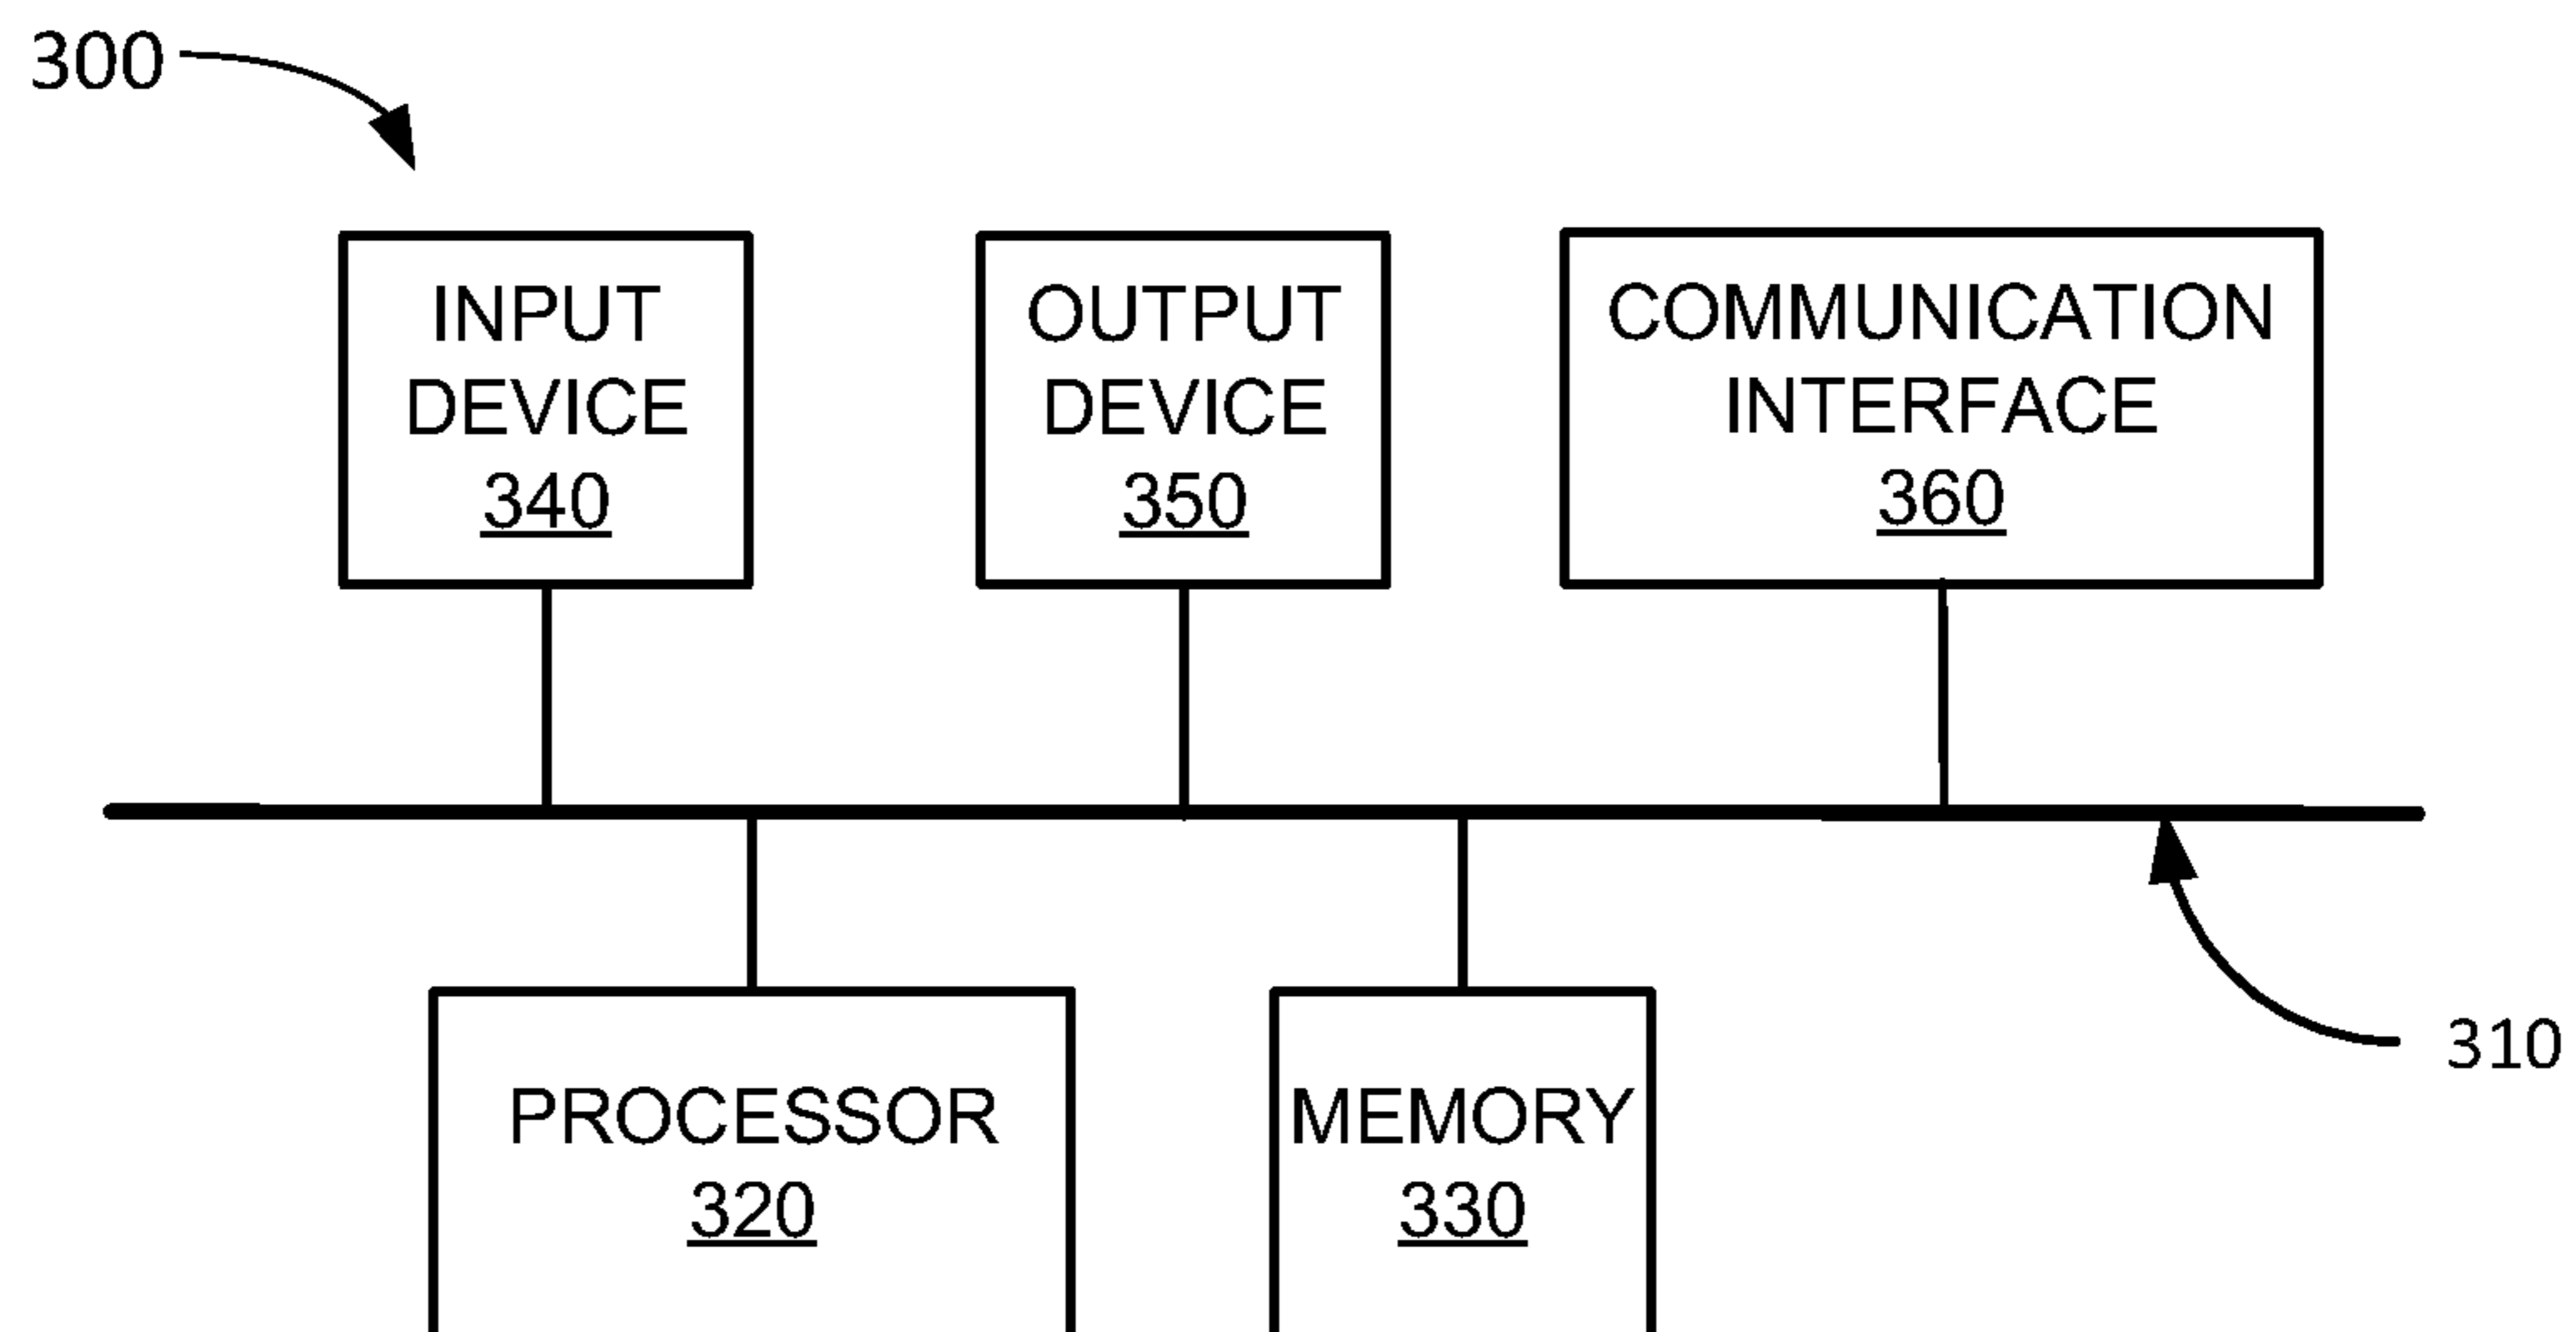 300
INPUT
DEVICE
340
OUTPUT
DEVICE
350
COMMUNICATION
INTERFACE
360
PROCESSOR
320
MEMORY
330
310